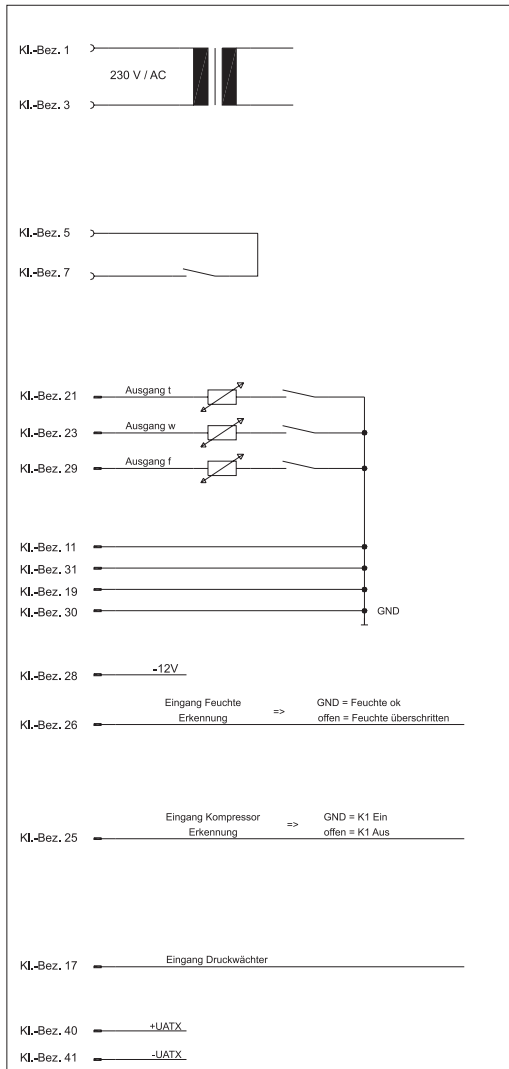 Kl.-Bez. 1
230 V / AC
Kl.-Bez. 3
Kl.-Bez. 5
Kl.-Bez. 7
Kl.-Bez. 21 Ausgang t
Kl.-Bez. 23 Ausgang w
Kl.-Bez. 29 Ausgang f
Kl.-Bez. 11
Kl.-Bez. 31
Kl.-Bez. 19
Kl.-Bez. 30 GND
Kl.-Bez. 28 -12V
Eingang Feuchte => GND = Feuchte ok
Kl.-Bez. 26 Erkennung offen = Feuchte überschritten
Eingang Kompressor => GND = K1 Ein
Kl.-Bez. 25 Erkennung offen = K1 Aus
Kl.-Bez. 17 Eingang Druckwächter
Kl.-Bez. 40 +UATX
Kl.-Bez. 41 -UATX